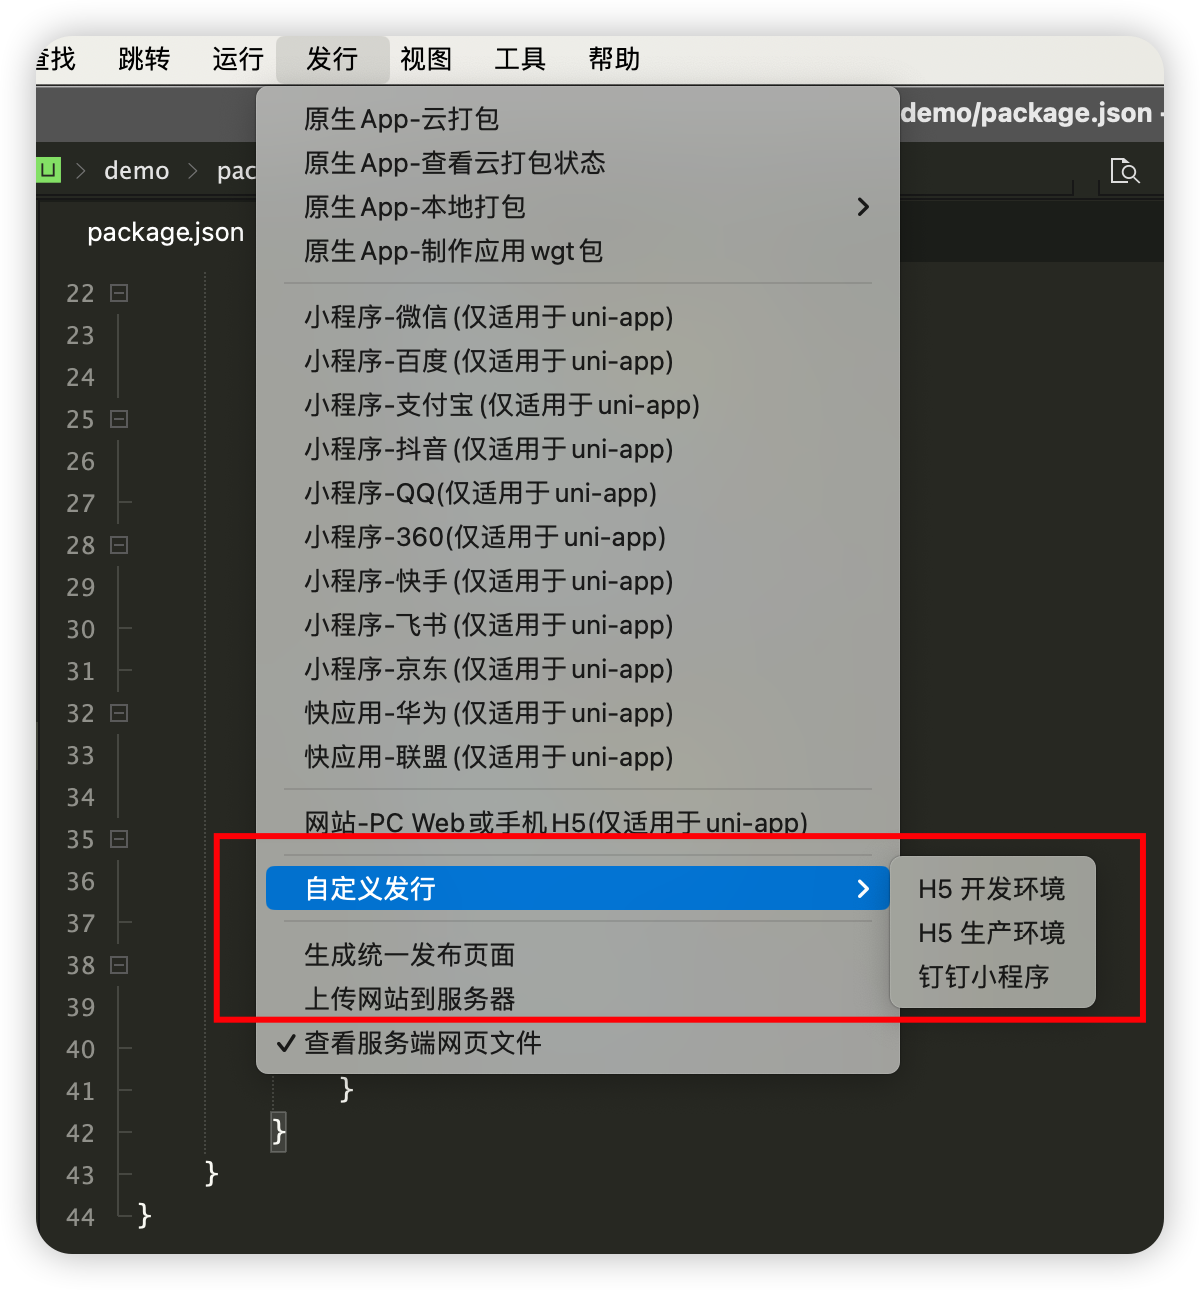 查找 跳转 运行 发行 视图 工具 帮助
demo/package.json -
U > demo > pac
package.json
原生 App-云打包
原生 App-查看云打包状态
原生 App-本地打包
原生 App-制作应用 wgt 包
小程序-微信 (仅适用于 uni-app)
小程序-百度 (仅适用于 uni-app)
小程序-支付宝 (仅适用于 uni-app)
小程序-抖音 (仅适用于 uni-app)
小程序-QQ(仅适用于 uni-app)
小程序-360(仅适用于 uni-app)
小程序-快手 (仅适用于 uni-app)
小程序-飞书 (仅适用于 uni-app)
小程序-京东 (仅适用于 uni-app)
快应用-华为 (仅适用于 uni-app)
快应用-联盟 (仅适用于 uni-app)
网站-PC Web 或手机 H5(仅适用于 uni-app)
自定义发行
H5 开发环境
H5 生产环境
钉钉小程序
生成统一发布页面
上传网站到服务器
✓ 查看服务端网页文件
22
23
24
25
26
27
28
29
30
31
32
33
34
35
36
37
38
39
40
41 }
42 }
43 }
44 }